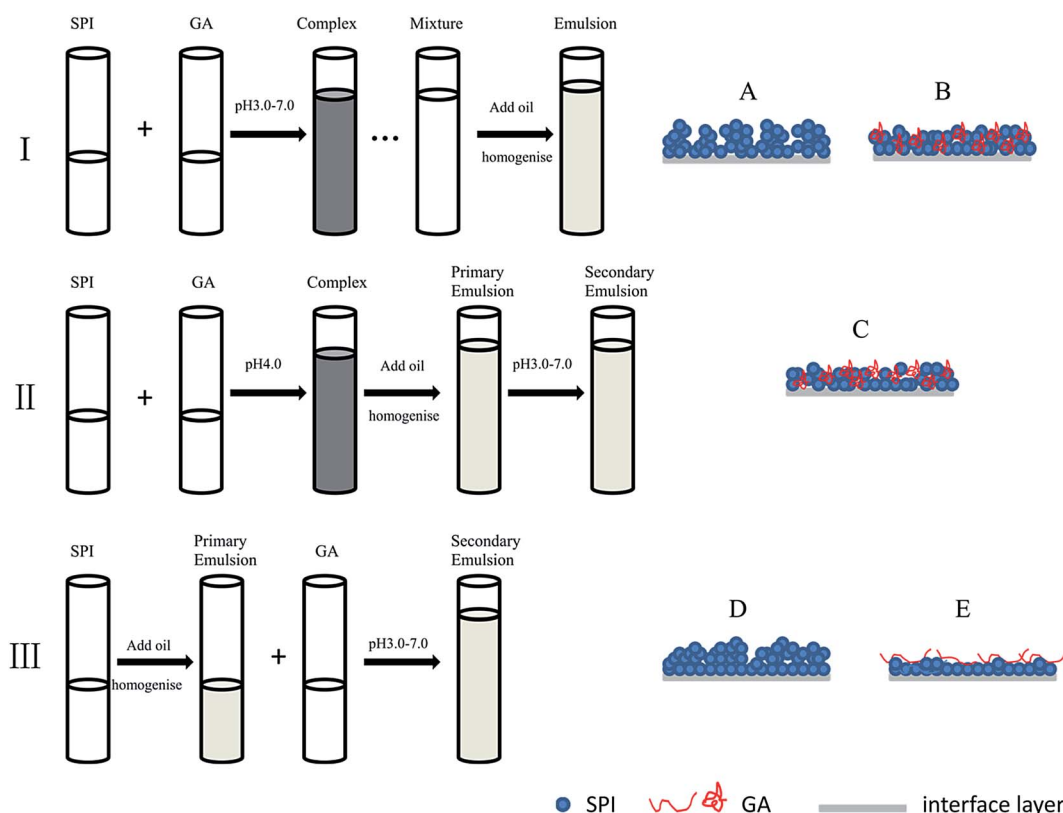 SPI GA Complex Mixture Emulsion
I + pH3.0-7.0 ... Add oil homogenise A B
SPI GA Complex Primary Emulsion Secondary Emulsion
II + pH4.0 Add oil homogenise pH3.0-7.0 C
SPI Primary Emulsion GA Secondary Emulsion
III Add oil homogenise + pH3.0-7.0 D E
SPI GA interface layer